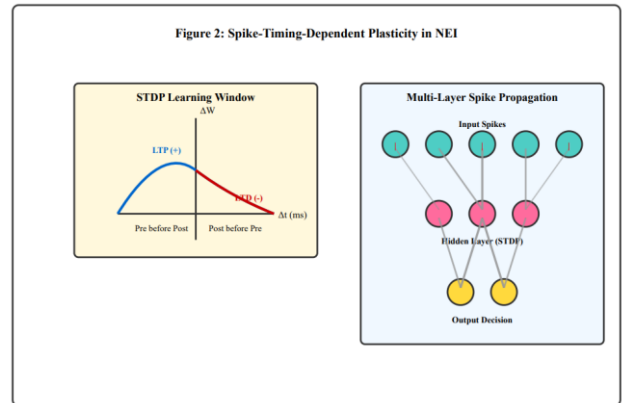 Figure 2: Spike-Timing-Dependent Plasticity in NEI
STDP Learning Window
ΔW
LTP (+)
LTD (-)
Δt (ms)
Pre before Post
Post before Pre
Multi-Layer Spike Propagation
Input Spikes
| | |
Hidden Layer (STDP)
Output Decision